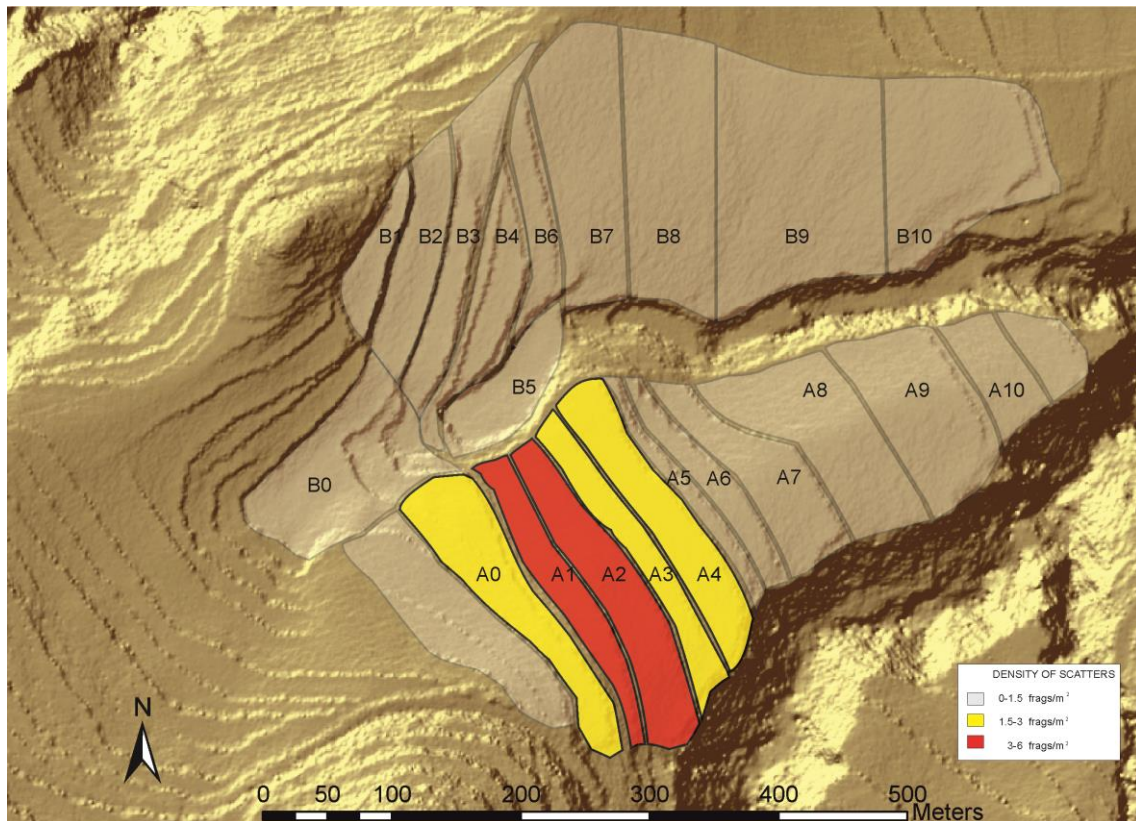 B1
B2
B3
B4
B6
B7
B8
B9
B10
B5
A8
A9
A10
B0
A5
A6
A7
A0
A1
A2
A3
A4
DENSITY OF SCATTERS
0-1.5 frags/m²
1.5-3 frags/m²
3-6 frags/m²
N
0 50 100 200 300 400 500
Meters